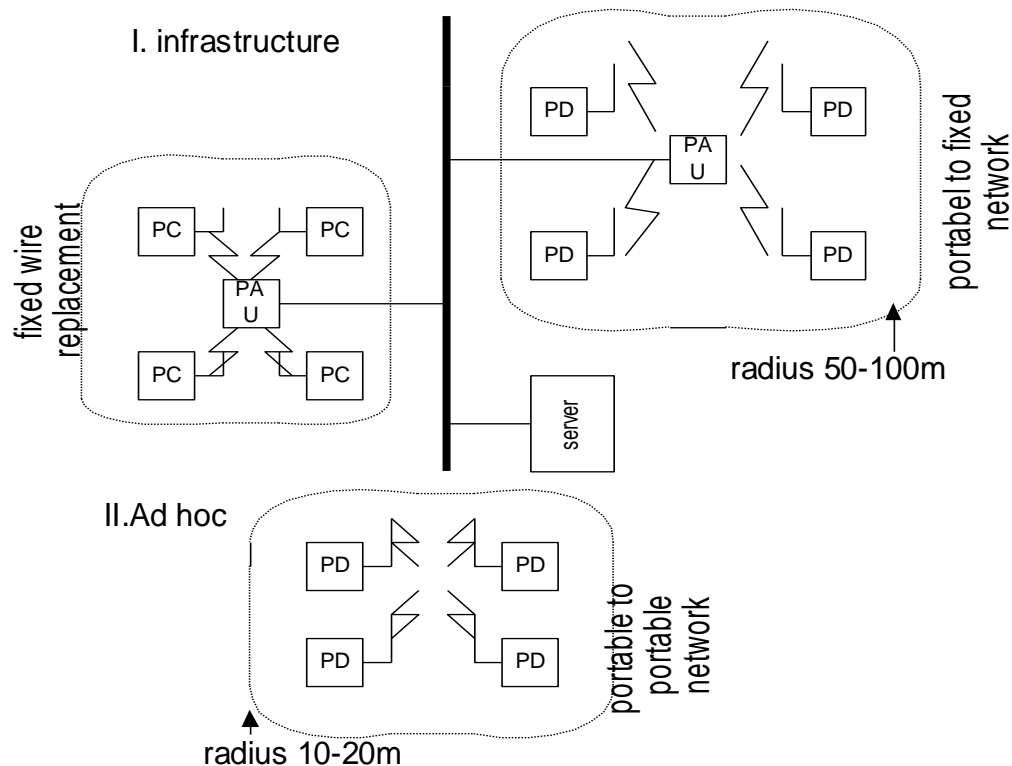 I. infrastructure
PD
PD
PA
U
PD
PD
portabel to fixed
network
radius 50-100m
fixed wire
replacement
PC
PC
PA
U
PC
PC
server
II.Ad hoc
PD
PD
PD
PD
portable to
portable
network
radius 10-20m